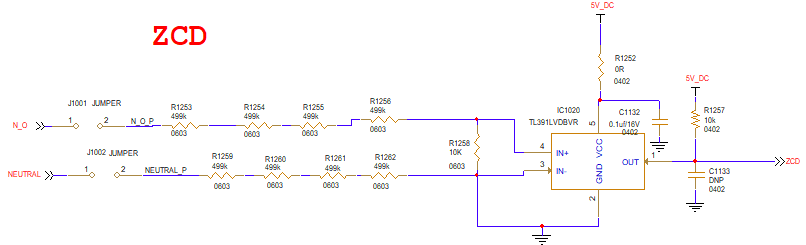 ZCD
5V_DC
R1252
0R
0402
5V_DC
J1001 JUMPER
N_O
1
2
N_O_P
R1253
499k
0603
R1254
499k
0603
R1255
499k
0603
R1256
499k
0603
IC1020
TL391LVDBVR
C1132
0.1uf/16V
0402
R1257
10k
0402
R1258
10K
0603
5
VCC
4
IN+
3
IN-
OUT
1
GND
2
ZCD
J1002 JUMPER
NEUTRAL
1
2
NEUTRAL_P
R1259
499k
0603
R1260
499k
0603
R1261
499k
0603
R1262
499k
0603
C1133
DNP
0402